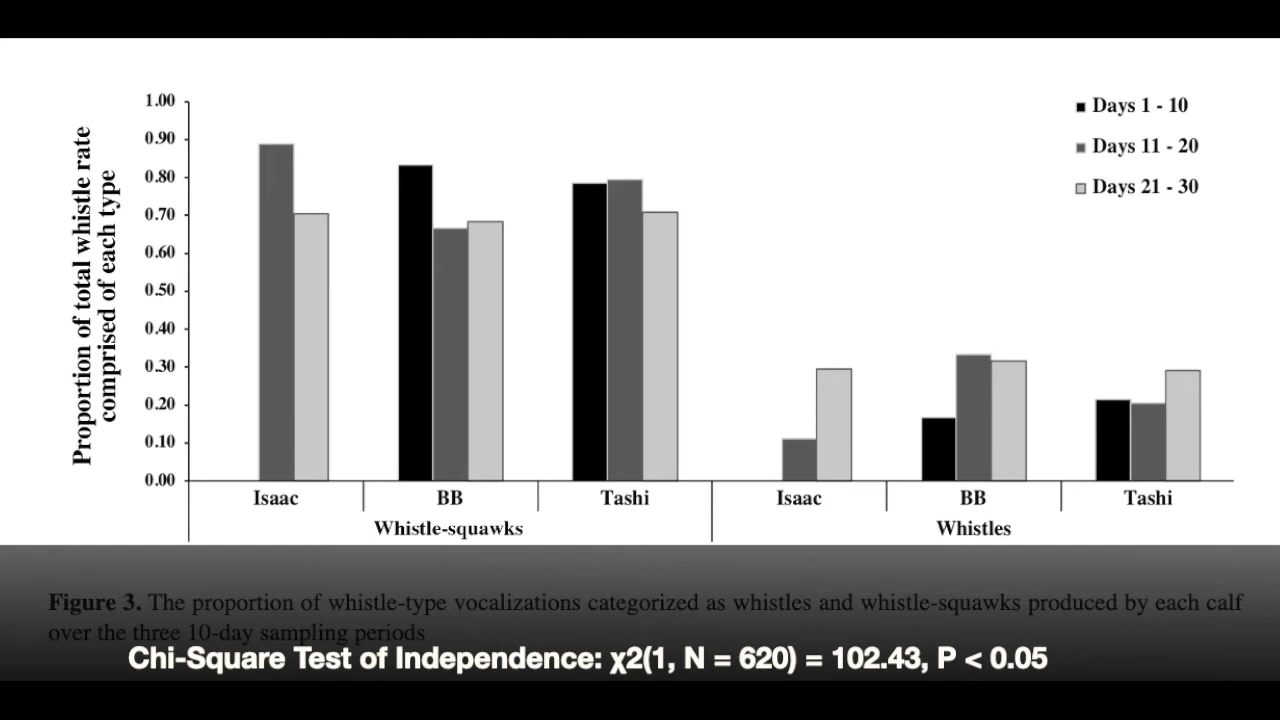 Proportion of total whistle rate
comprised of each type
1.00
0.90
0.80
0.70
0.60
0.50
0.40
0.30
0.20
0.10
0.00
Days 1 - 10
Days 11 - 20
Days 21 - 30
Isaac BB Tashi Isaac BB Tashi
Whistle-squawks Whistles
Figure 3. The proportion of whistle-type vocalizations categorized as whistles and whistle-squawks produced by each calf
over the three 10-day sampling periods
Chi-Square Test of Independence: χ2(1, N = 620) = 102.43, P < 0.05